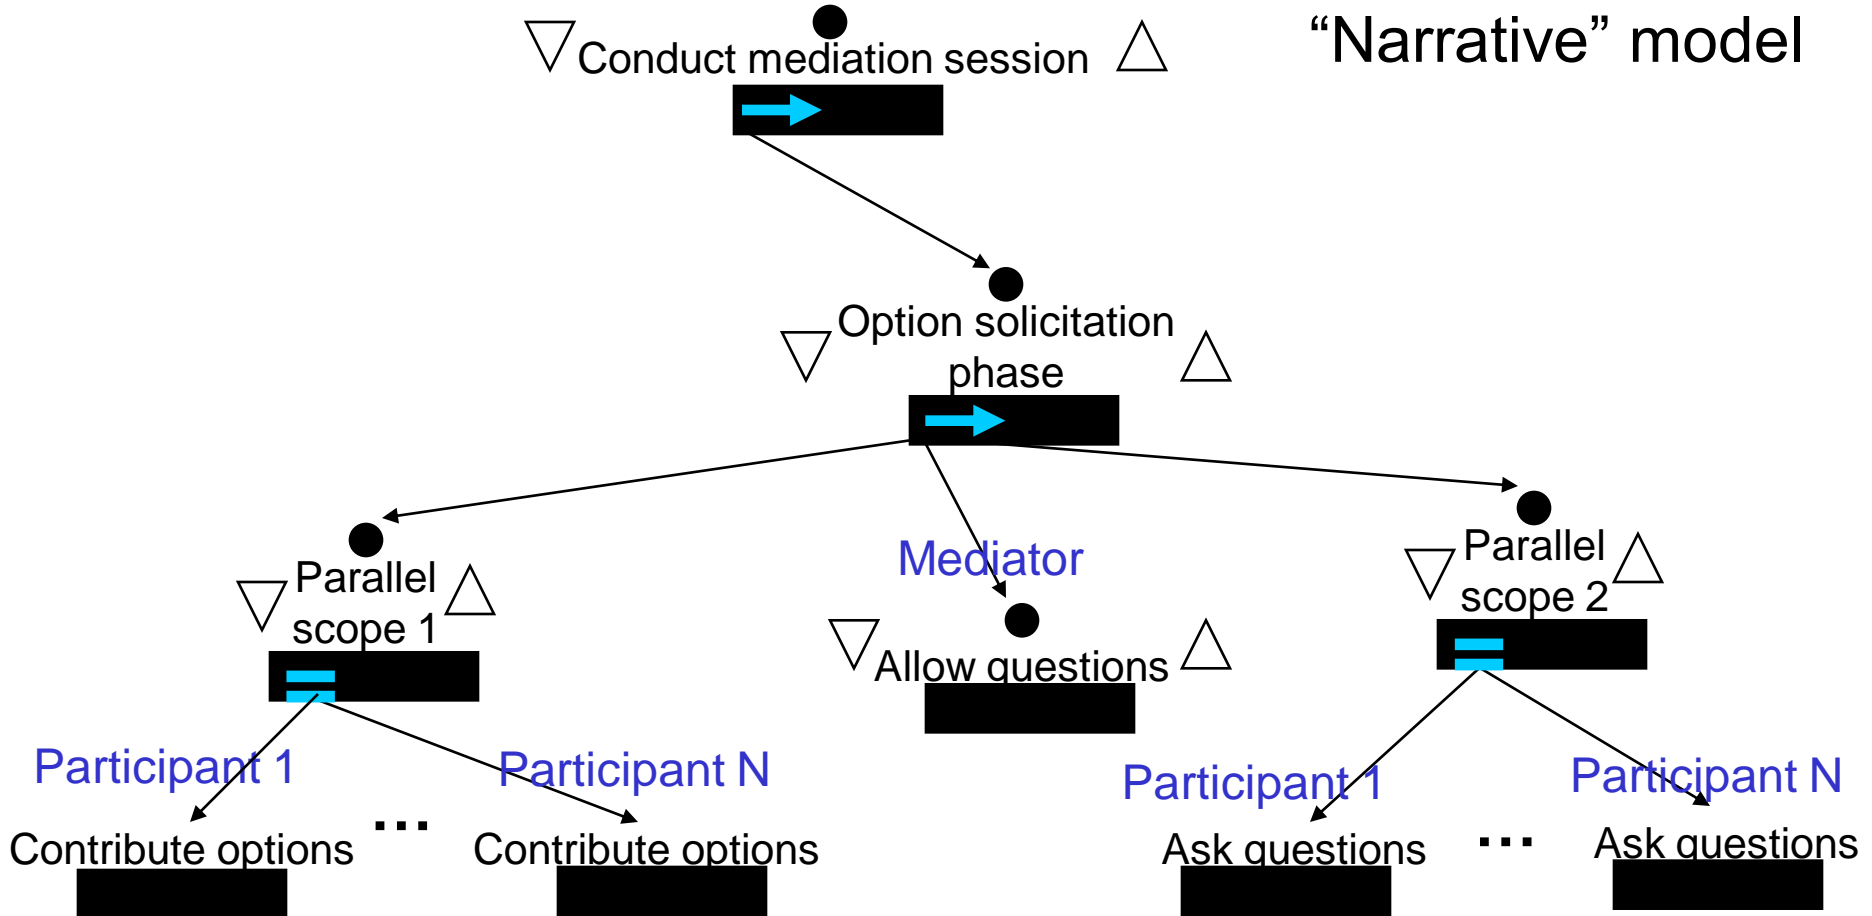 “Narrative” model
Conduct mediation session
Option solicitation
phase
Parallel
scope 1
Mediator
Allow questions
Parallel
scope 2
Participant 1
Participant N
Participant 1
Participant N
Contribute options
...
Contribute options
Ask questions
...
Ask questions